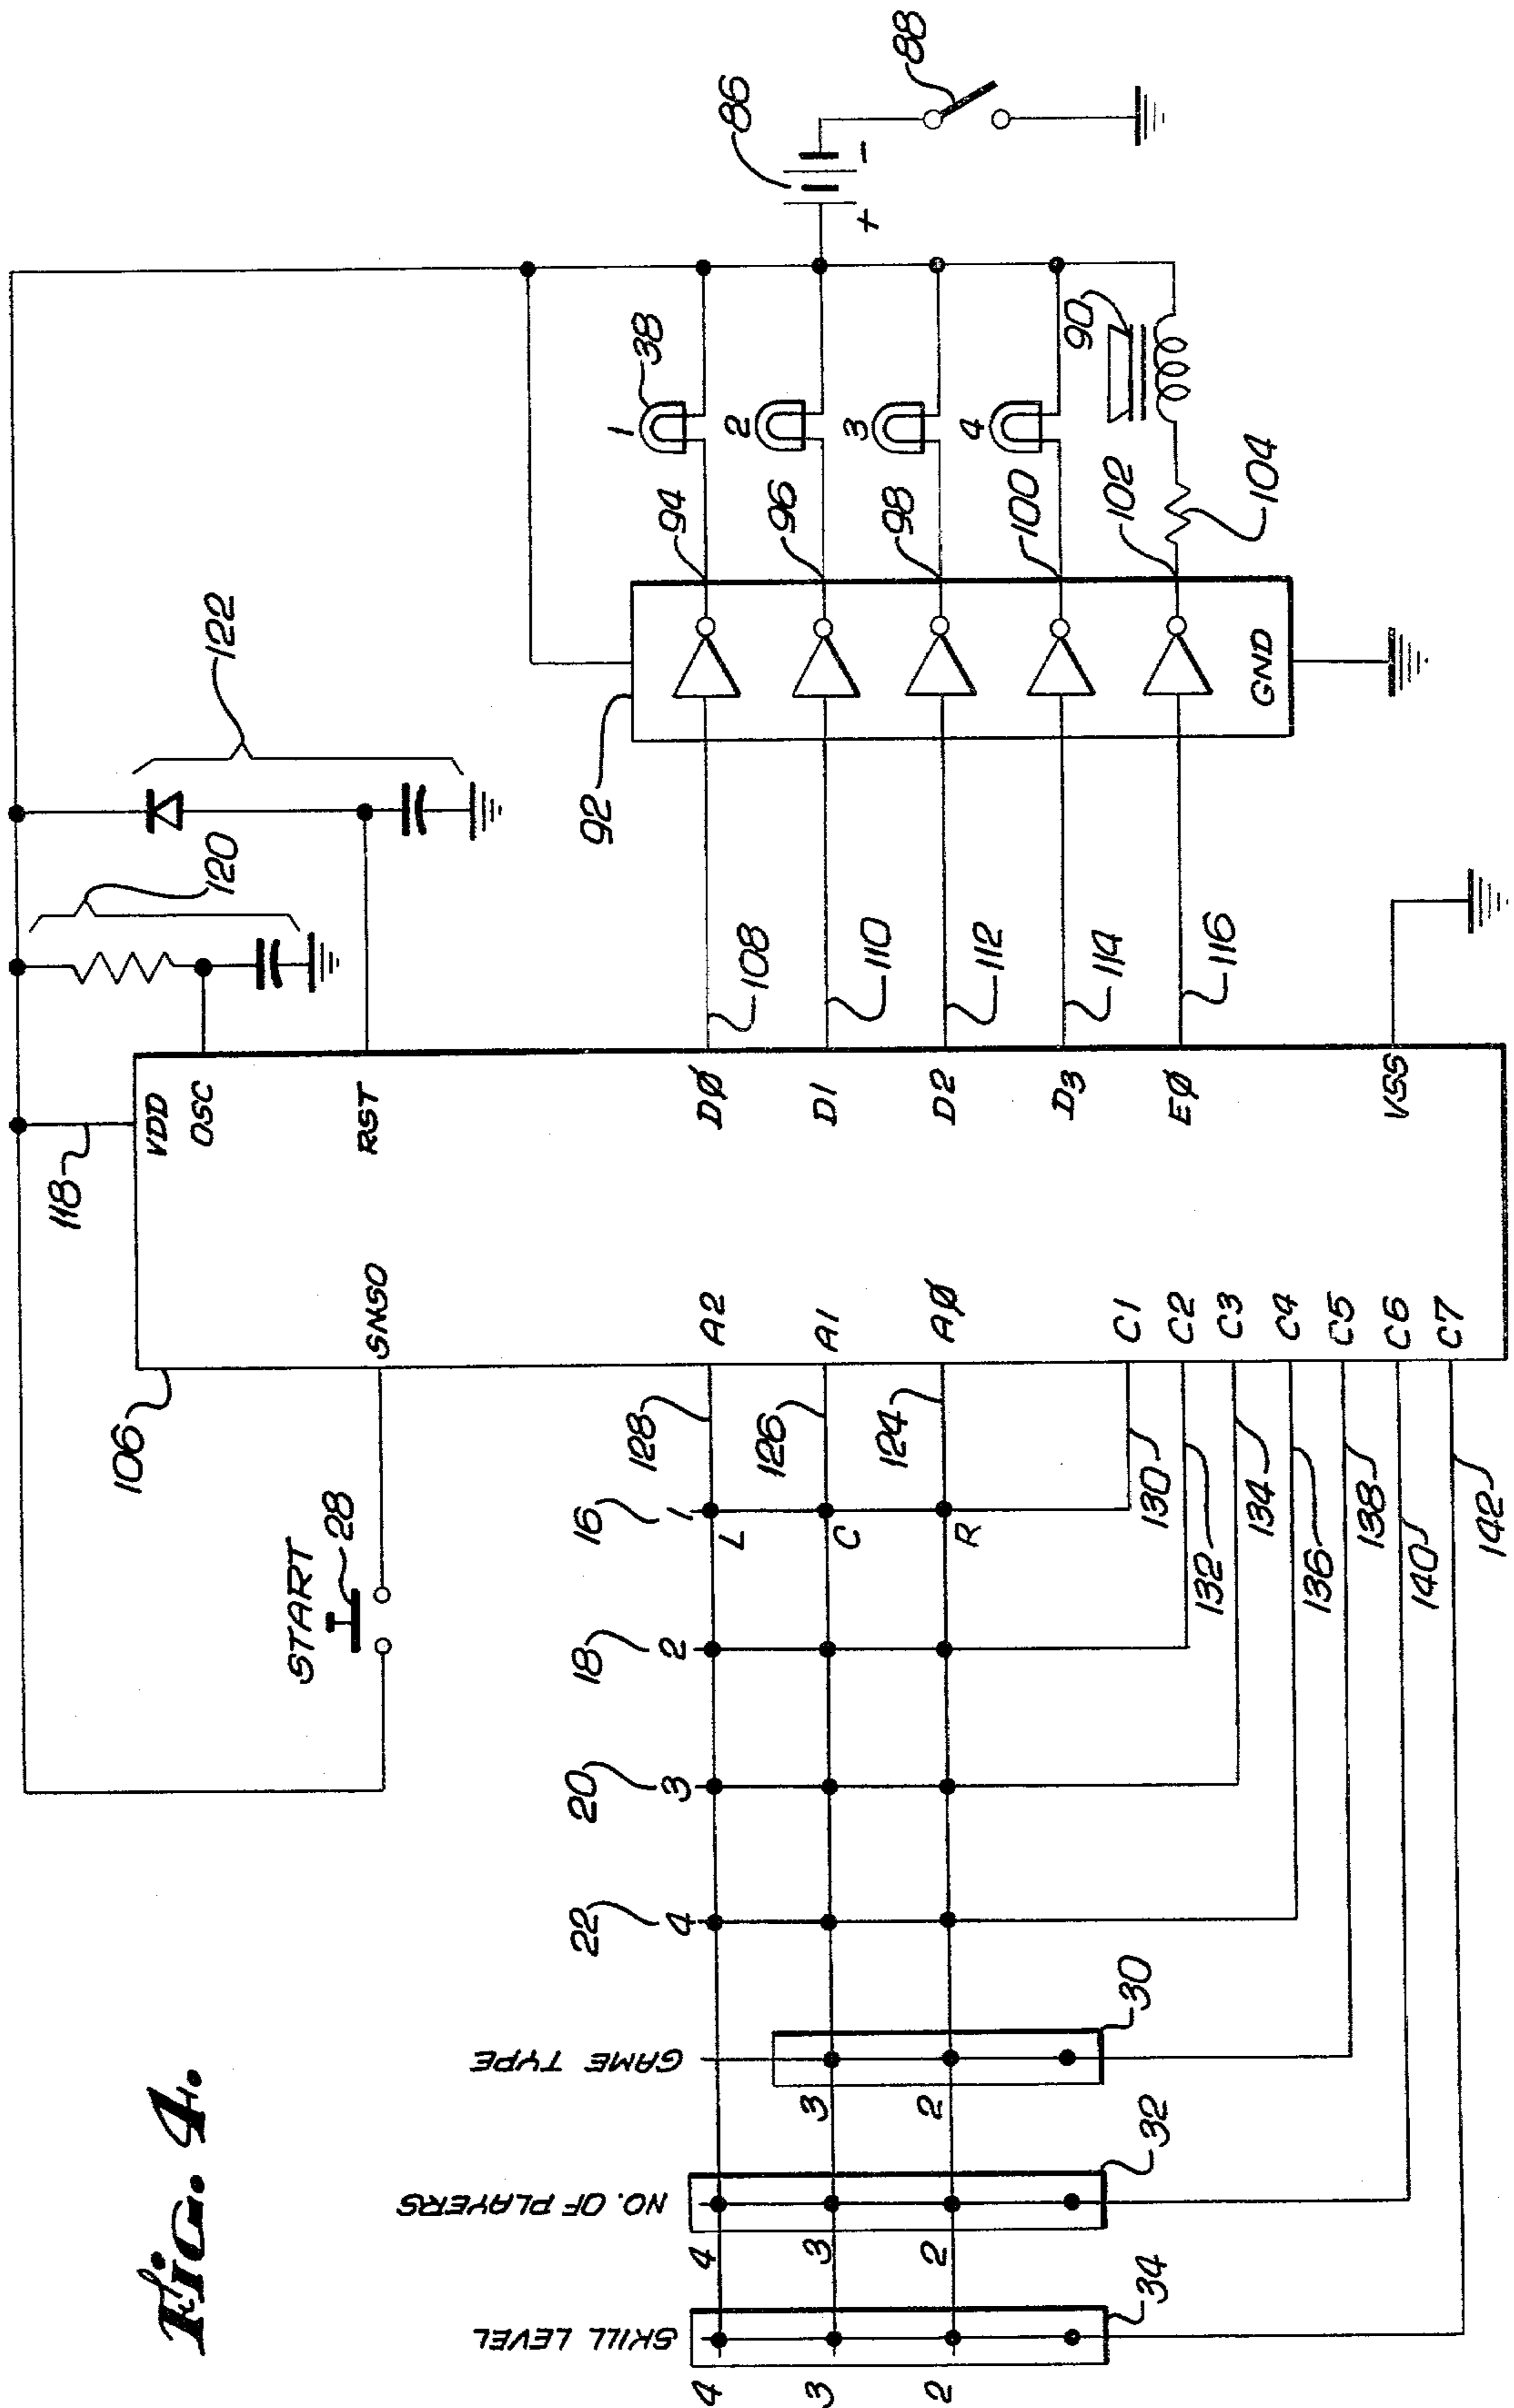 Fig. 4.
START
28
106
118
VDD
OSC
RST
SNSO
120
122
A2
A1
AØ
DØ
D1
D2
D3
EØ
VSS
C1
C2
C3
C4
C5
C6
C7
108
110
112
114
116
92
GND
94
96
98
100
102
104
1
38
2
3
4
90
86
+
-
88
128
126
124
16
1
L
C
R
18
2
20
3
22
4
GAME TYPE
3
2
30
NO. OF PLAYERS
4
3
2
32
SKILL LEVEL
4
3
2
34
130
132
134
136
138
140
142